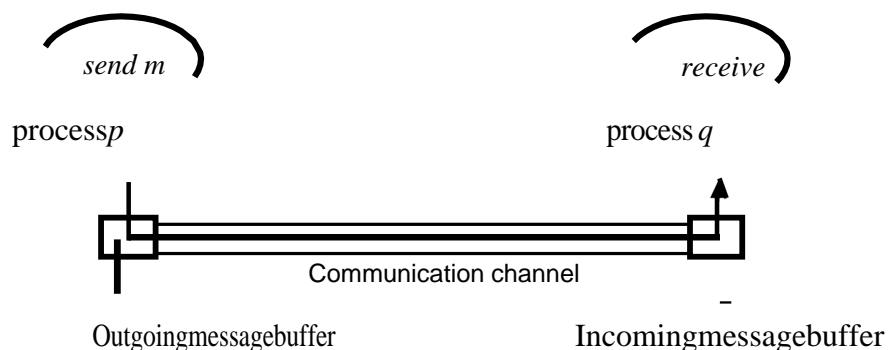 send m
receive
processp
process q
Communication channel
Outgoingmessagebuffer
Incomingmessagebuffer